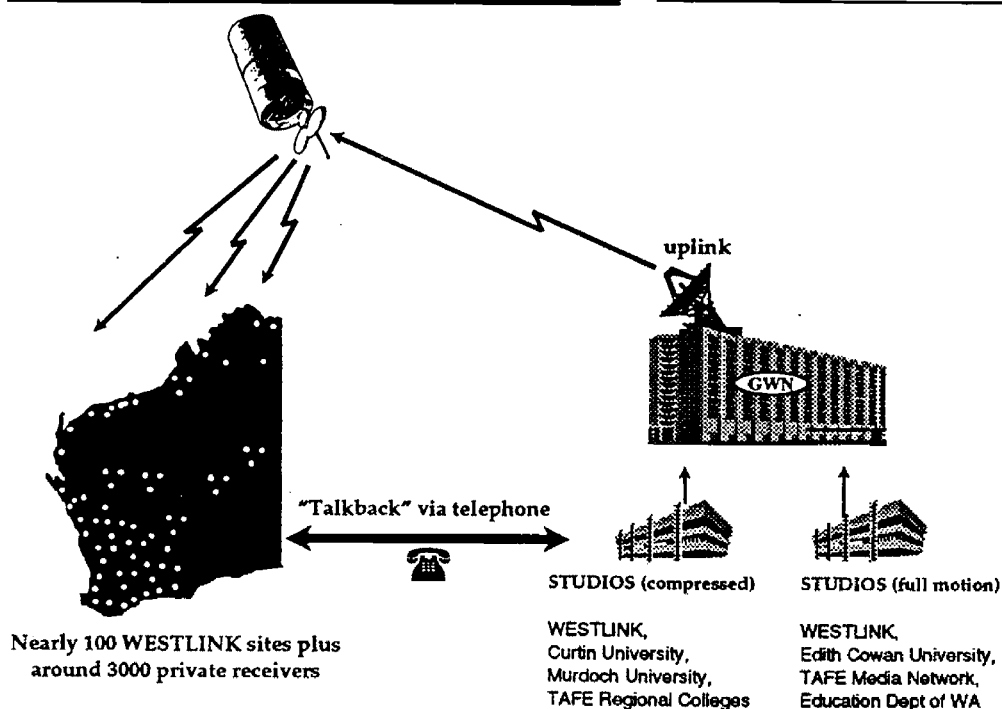 uplink
GWN
"Talkback" via telephone
Nearly 100 WESTLINK sites plus
around 3000 private receivers
STUDIOS (compressed)
WESTLINK,
Curtin University,
Murdoch University,
TAFE Regional Colleges
STUDIOS (full motion)
WESTLINK,
Edith Cowan University,
TAFE Media Network,
Education Dept of WA